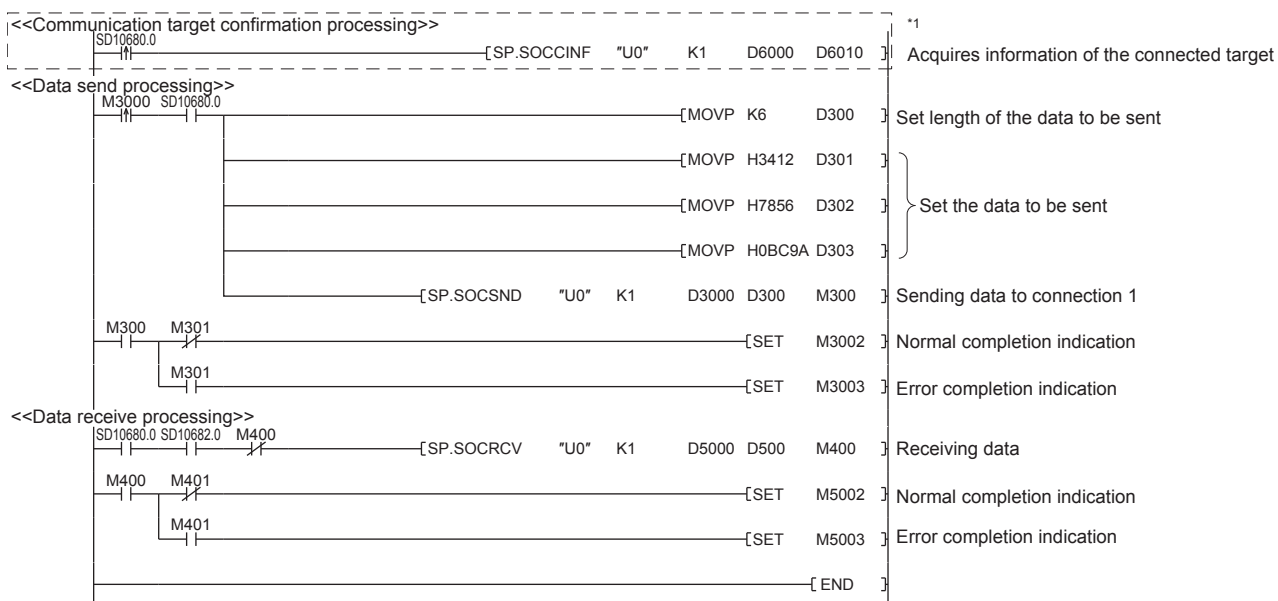 <<Communication target confirmation processing>>
*1
SD10680.0
SP.SOCCINF "U0" K1 D6000 D6010 Acquires information of the connected target
<<Data send processing>>
M3000 SD10680.0
MOVP K6 D300 Set length of the data to be sent
MOVP H3412 D301
MOVP H7856 D302 Set the data to be sent
MOVP H0BC9A D303
SP.SOCSND "U0" K1 D3000 D300 M300 Sending data to connection 1
M300 M301
SET M3002 Normal completion indication
M301
SET M3003 Error completion indication
<<Data receive processing>>
SD10680.0 SD10682.0 M400
SP.SOCRCV "U0" K1 D5000 D500 M400 Receiving data
M400 M401
SET M5002 Normal completion indication
M401
SET M5003 Error completion indication
END